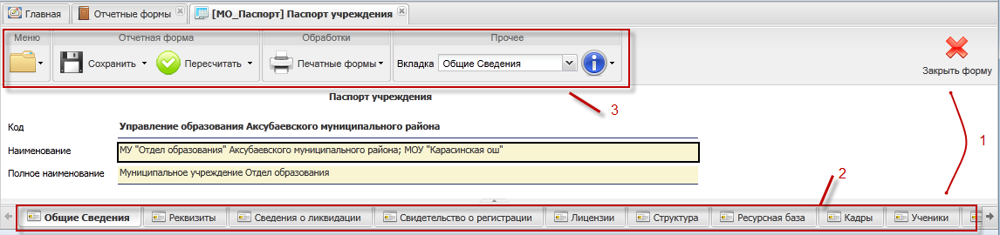 Главная Отчетные формы [МО_Паспорт] Паспорт учреждения
Меню Отчетная форма Обработки Прочее
Сохранить Пересчитать Печатные формы Вкладка Общие Сведения
Закрыть форму
3
Паспорт учреждения
Код Управление образования Аксубаевского муниципального района
1
Наименование МУ "Отдел образования" Аксубаевского муниципального района; МОУ "Карасинская ош"
Полное наименование Муниципальное учреждение Отдел образования
2
Общие Сведения Реквизиты Сведения о ликвидации Свидетельство о регистрации Лицензии Структура Ресурсная база Кадры Ученики